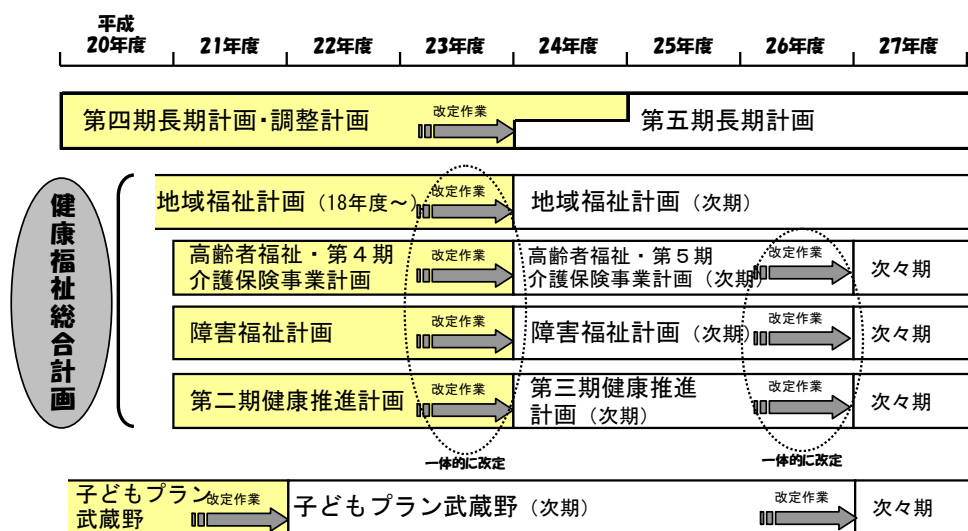 平成
20年度 21年度 22年度 23年度 24年度 25年度 26年度 27年度
第四期長期計画・調整計画 改定作業 第五期長期計画
健康福祉総合計画
地域福祉計画（18年度～） 改定作業 地域福祉計画（次期）
高齢者福祉・第４期
介護保険事業計画
改定作業
高齢者福祉・第５期
介護保険事業計画（次期）
改定作業
次々期
障害福祉計画 改定作業 障害福祉計画（次期） 改定作業 次々期
第二期健康推進計画 改定作業
第三期健康推進
計画（次期）
改定作業
次々期
一体的に改定 一体的に改定
子どもプラン
武蔵野
改定作業
子どもプラン武蔵野（次期） 改定作業 次々期